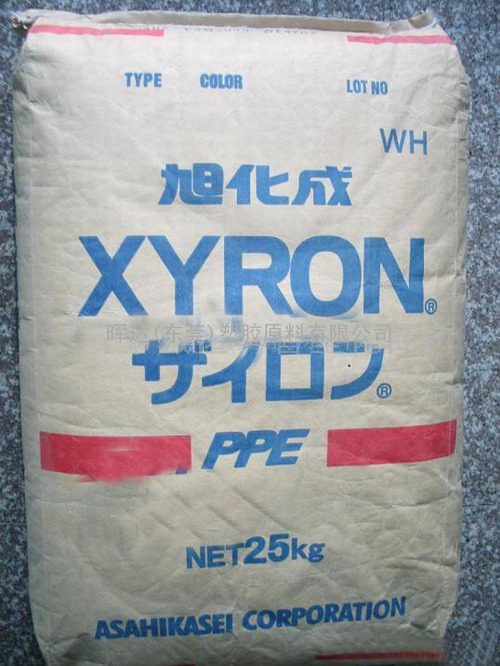 TYPE COLOR LOT NO
WH
旭化成
XYRON®
晖达(东莞)塑胶原料有限公司
ザイロン®
PPE
NET25kg
ASAHIKASEI CORPORATION